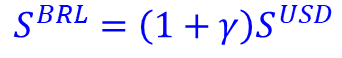 S^{BRL} = (1 + γ)S^{USD}